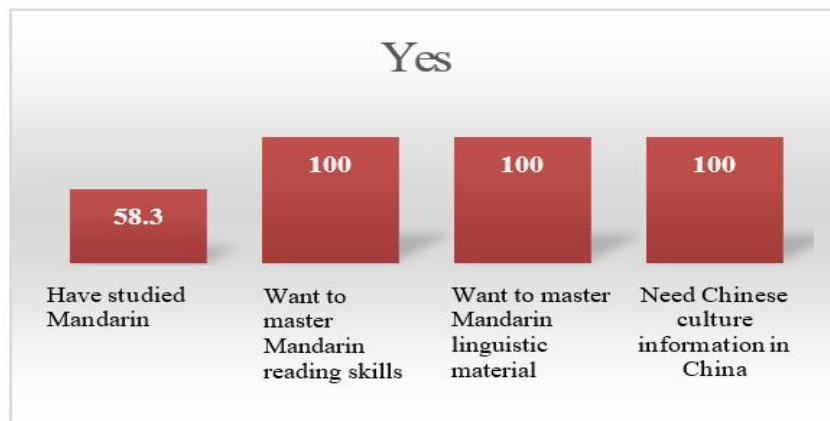 Yes
58.3
100
100
100
Have studied
Mandarin
Want to
master
Mandarin
reading skills
Want to master
Mandarin
linguistic
material
Need Chinese
culture
information in
China